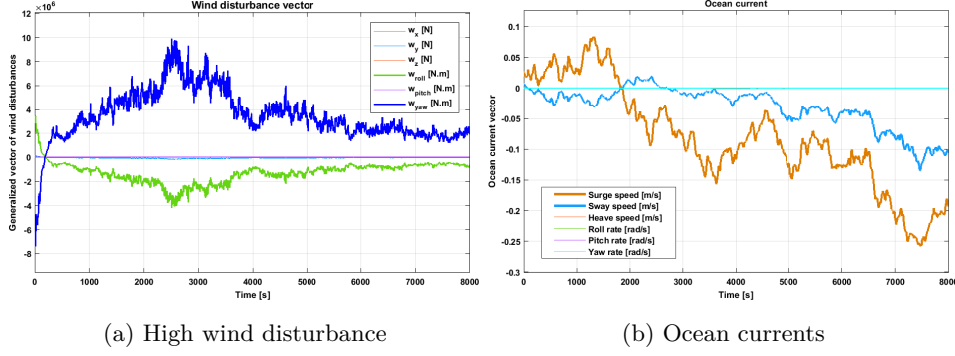 Wind disturbance vector
×10⁶
Generalized vector of wind disturbances
10
8
6
4
2
0
-2
-4
-6
-8
0 1000 2000 3000 4000 5000 6000 7000 8000
Time [s]
w_x [N]
w_y [N]
w_z [N]
w_roll [N.m]
w_pitch [N.m]
w_yaw [N.m]
(a) High wind disturbance
Ocean current
Ocean current vector
0.1
0.05
0
-0.05
-0.1
-0.15
-0.2
-0.25
-0.3
0 1000 2000 3000 4000 5000 6000 7000 8000
Time [s]
Surge speed [m/s]
Sway speed [m/s]
Heave speed [m/s]
Roll rate [rad/s]
Pitch rate [rad/s]
Yaw rate [rad/s]
(b) Ocean currents